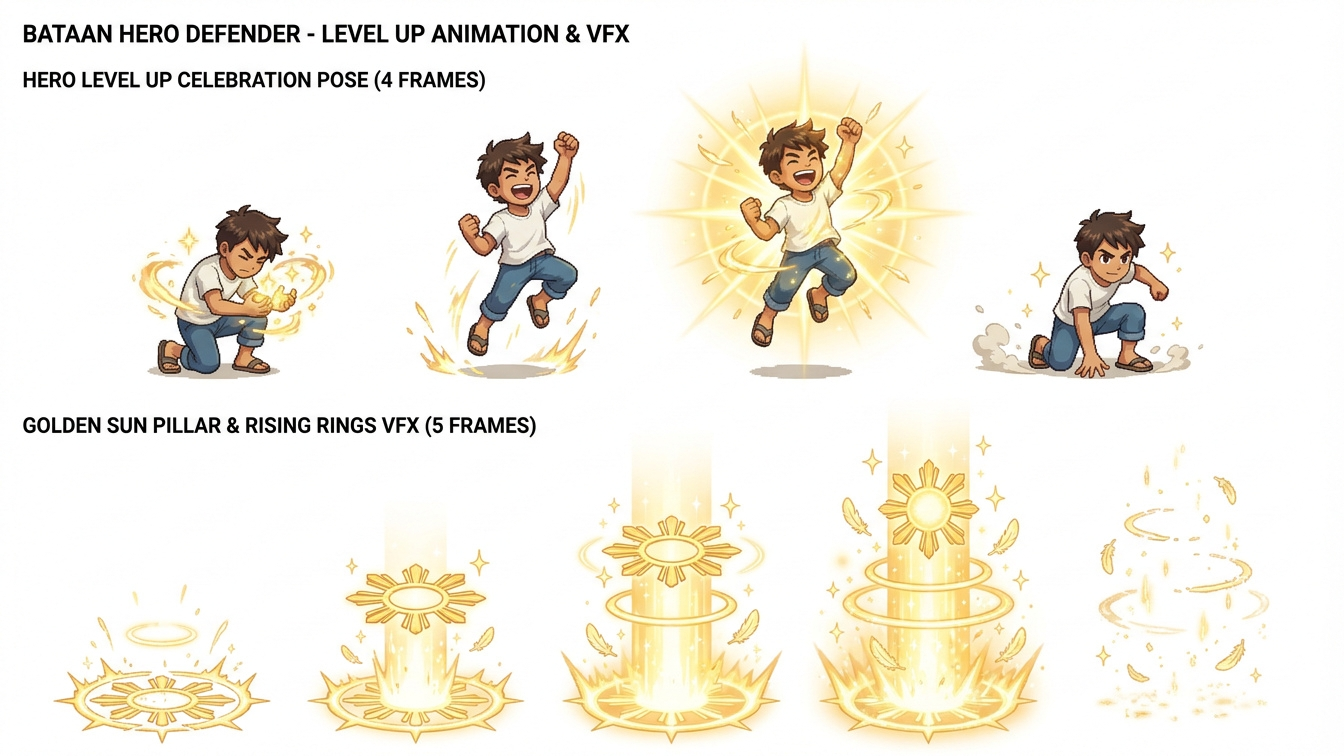 BATAAN HERO DEFENDER - LEVEL UP ANIMATION & VFX
HERO LEVEL UP CELEBRATION POSE (4 FRAMES)
GOLDEN SUN PILLAR & RISING RINGS VFX (5 FRAMES)